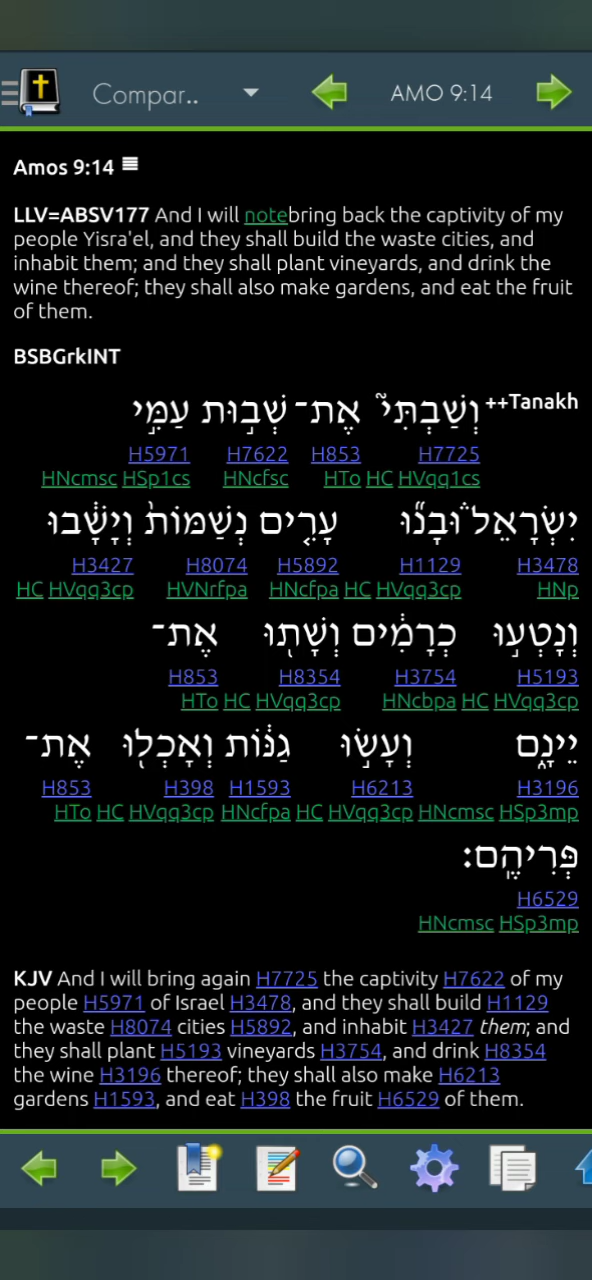 Compar.. AMO 9:14
Amos 9:14
LLV=ABSV177 And I will notebring back the captivity of my
people Yisra'el, and they shall build the waste cities, and
inhabit them; and they shall plant vineyards, and drink the
wine thereof; they shall also make gardens, and eat the fruit
of them.
BSBGrkINT
++Tanakh וְשַׁבְתִּי֮ אֶת־ שְׁב֣וּת עַמִּ֣י
H5971 H7622 H853 H7725
HNcmsc HSp1cs HNcfsc HTo HC HVqq1cs
יִשְׂרָאֵל֒ וּבָנ֞וּ עָרִ֤ים נְשַׁמּוֹת֙ וְיָשָׁ֔בוּ
H3427 H8074 H5892 H1129 H3478
HC HVqq3cp HVNrfpa HNcfpa HC HVqq3cp HNp
וְנָטְע֣וּ כְרָמִ֔ים וְשָׁת֖וּ אֶת־
H853 H8354 H3754 H5193
HTo HC HVqq3cp HNcbpa HC HVqq3cp
יֵינָ֑ם וְעָשׂ֣וּ גַנּ֔וֹת וְאָכְל֖וּ אֶת־
H853 H398 H1593 H6213 H3196
HTo HC HVqq3cp HNcfpa HC HVqq3cp HNcmsc HSp3mp
פְּרִיהֶֽם׃
H6529
HNcmsc HSp3mp
KJV And I will bring again H7725 the captivity H7622 of my
people H5971 of Israel H3478, and they shall build H1129
the waste H8074 cities H5892, and inhabit H3427 them; and
they shall plant H5193 vineyards H3754, and drink H8354
the wine H3196 thereof; they shall also make H6213
gardens H1593, and eat H398 the fruit H6529 of them.